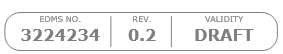 EDMS NO. REV. VALIDITY
3224234 0.2 DRAFT